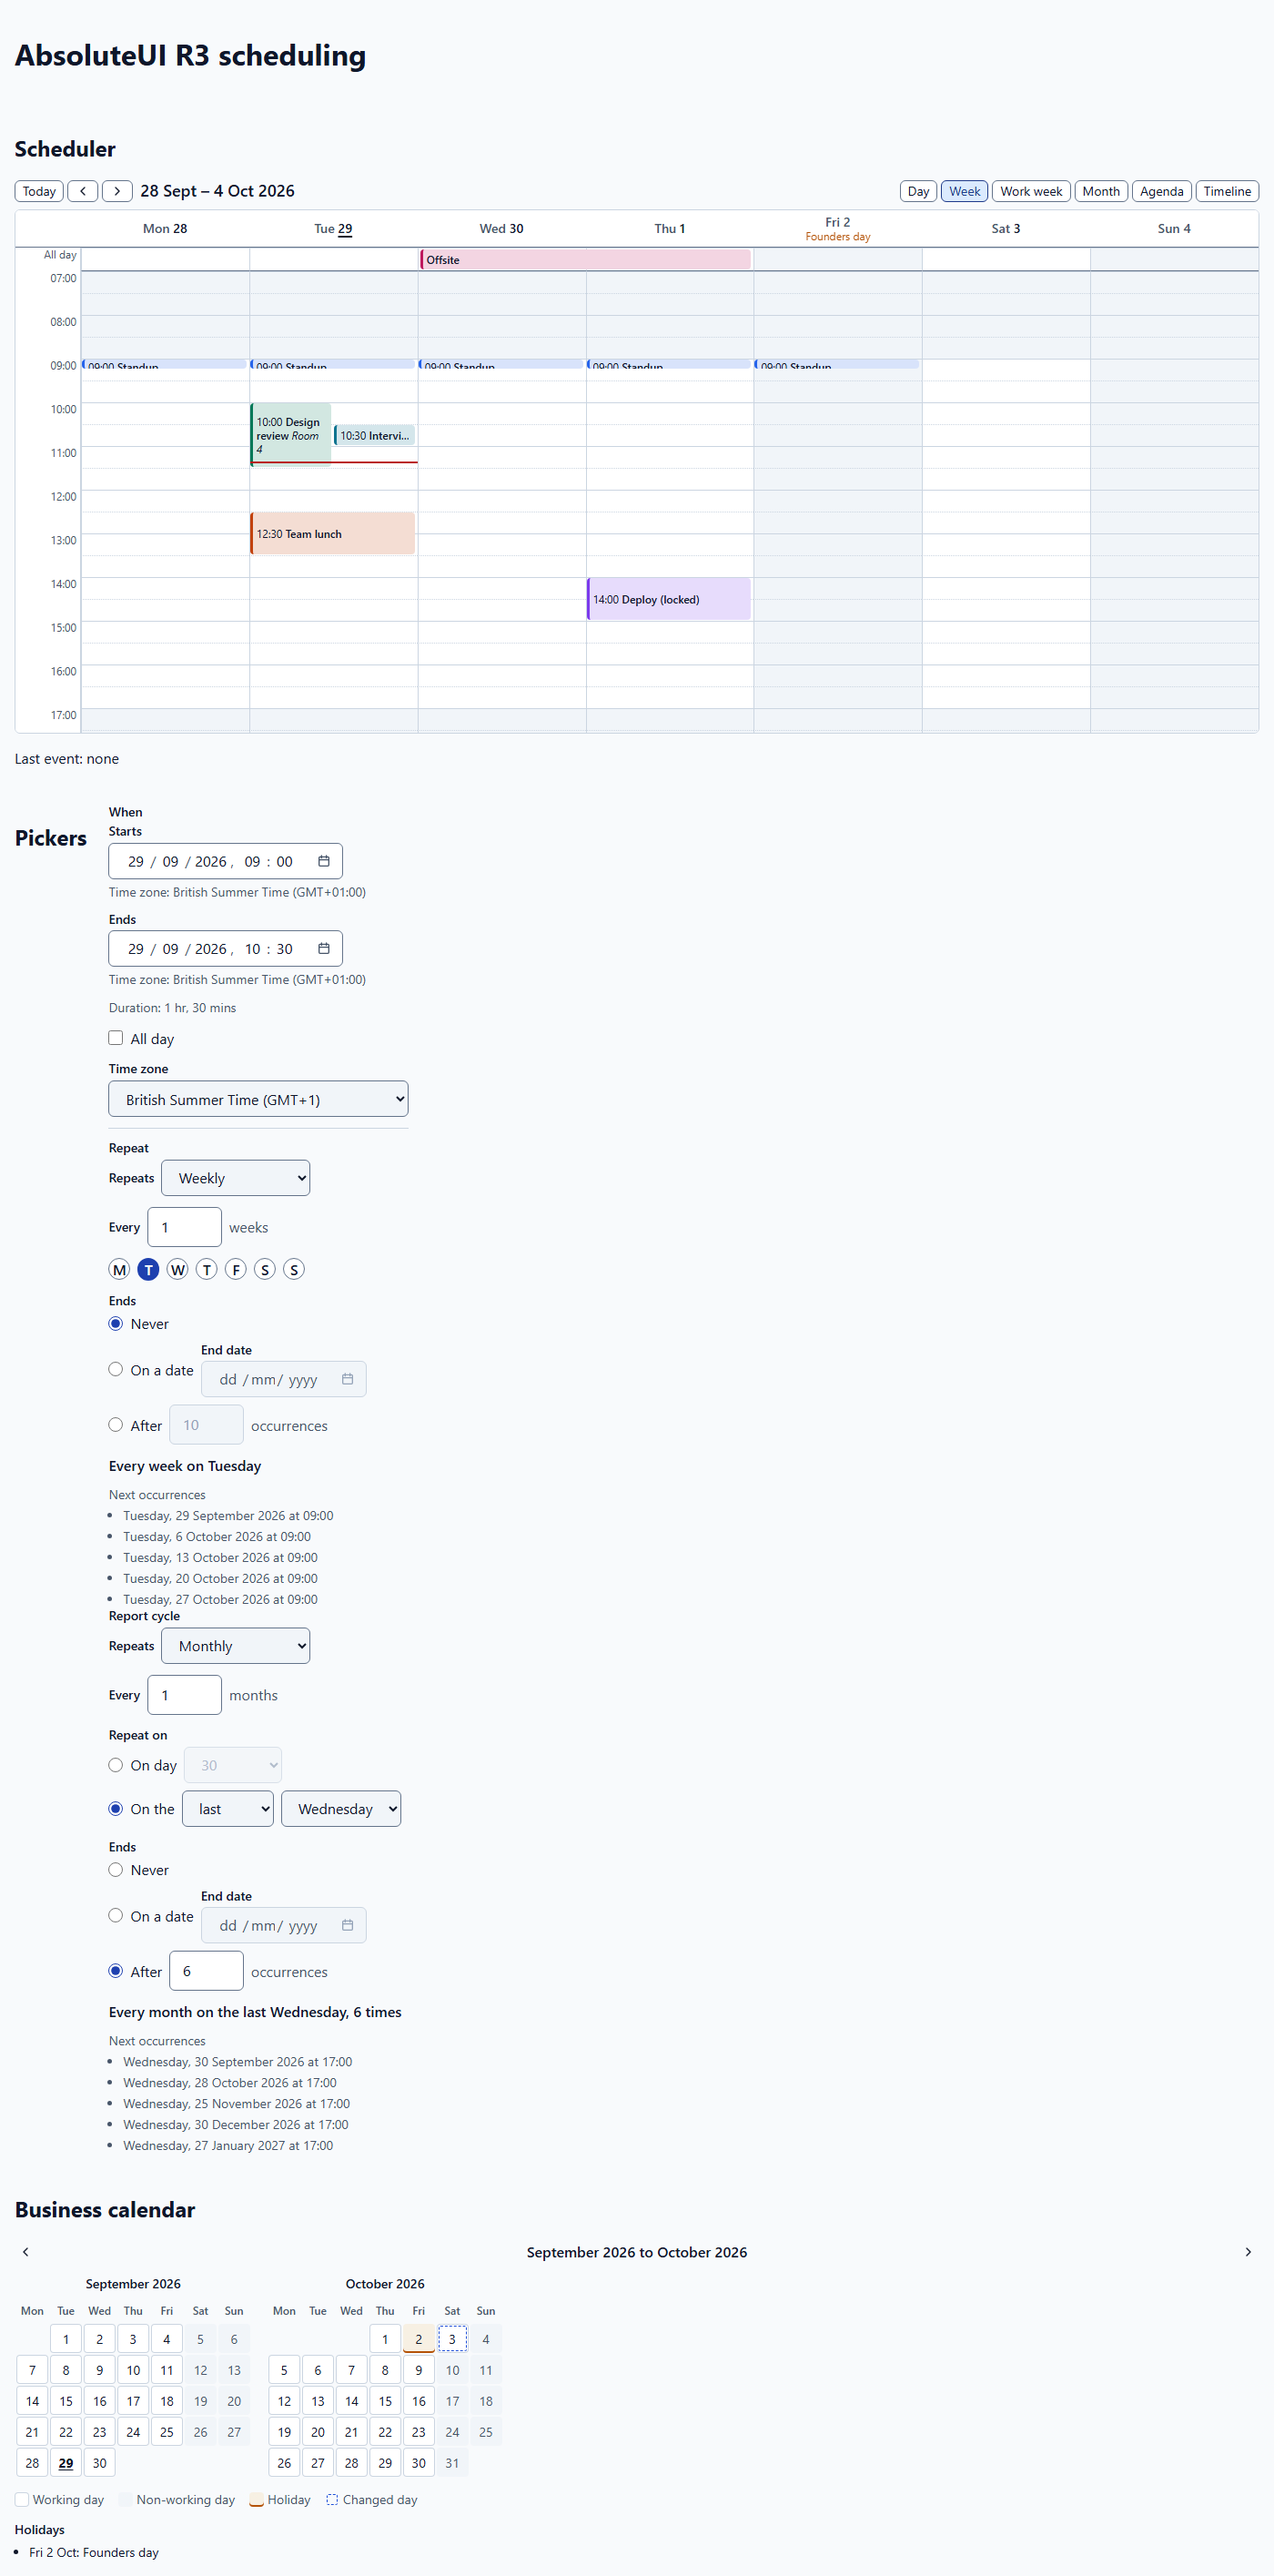 AbsoluteUI R3 scheduling
Scheduler
Today
28 Sept – 4 Oct 2026
Day Week Work week Month Agenda Timeline
Mon 28 Tue 29 Wed 30 Thu 1 Fri 2 Sat 3 Sun 4
Founders day
All day Offsite
07:00
08:00
09:00 09:00 Standup 09:00 Standup 09:00 Standup 09:00 Standup 09:00 Standup
10:00
10:00 Design
review Room
4
10:30 Intervi...
11:00
12:00
12:30 Team lunch
13:00
14:00
14:00 Deploy (locked)
15:00
16:00
17:00
Last event: none
Pickers
When
Starts
29 / 09 / 2026 , 09 : 00
Time zone: British Summer Time (GMT+01:00)
Ends
29 / 09 / 2026 , 10 : 30
Time zone: British Summer Time (GMT+01:00)
Duration: 1 hr, 30 mins
All day
Time zone
British Summer Time (GMT+1)
Repeat
Repeats Weekly
Every 1 weeks
M T W T F S S
Ends
Never
End date
On a date dd / mm / yyyy
After 10 occurrences
Every week on Tuesday
Next occurrences
• Tuesday, 29 September 2026 at 09:00
• Tuesday, 6 October 2026 at 09:00
• Tuesday, 13 October 2026 at 09:00
• Tuesday, 20 October 2026 at 09:00
• Tuesday, 27 October 2026 at 09:00
Report cycle
Repeats Monthly
Every 1 months
Repeat on
On day 30
On the last Wednesday
Ends
Never
End date
On a date dd / mm / yyyy
After 6 occurrences
Every month on the last Wednesday, 6 times
Next occurrences
• Wednesday, 30 September 2026 at 17:00
• Wednesday, 28 October 2026 at 17:00
• Wednesday, 25 November 2026 at 17:00
• Wednesday, 30 December 2026 at 17:00
• Wednesday, 27 January 2027 at 17:00
Business calendar
September 2026 to October 2026
September 2026
Mon Tue Wed Thu Fri Sat Sun
1 2 3 4 5 6
7 8 9 10 11 12 13
14 15 16 17 18 19 20
21 22 23 24 25 26 27
28 29 30
October 2026
Mon Tue Wed Thu Fri Sat Sun
1 2 3 4
5 6 7 8 9 10 11
12 13 14 15 16 17 18
19 20 21 22 23 24 25
26 27 28 29 30 31
Working day Non-working day Holiday Changed day
Holidays
• Fri 2 Oct: Founders day